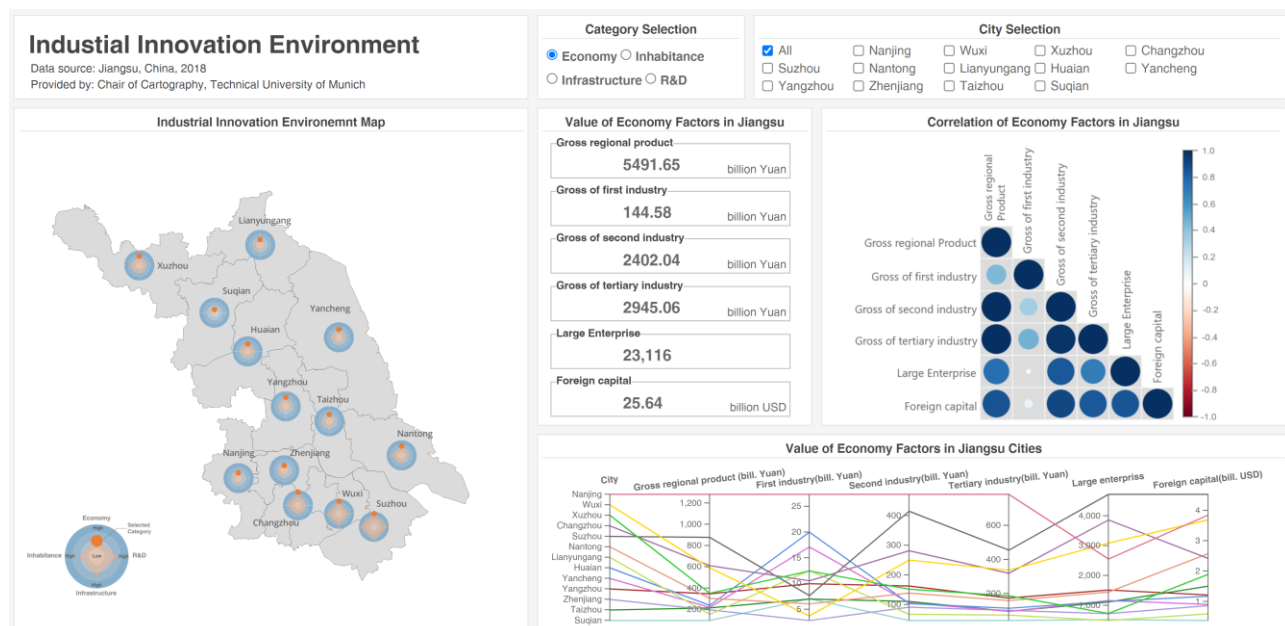 Industial Innovation Environment
Data source: Jiangsu, China, 2018
Provided by: Chair of Cartography, Technical University of Munich
Category Selection
Economy Inhabitance
Infrastructure R&D
City Selection
All Nanjing Wuxi Xuzhou Changzhou
Suzhou Nantong Lianyungang Huaian Yancheng
Yangzhou Zhenjiang Taizhou Suqian
Industrial Innovation Environemnt Map
Lianyungang
Xuzhou
Suqian
Yancheng
Huaian
Yangzhou
Taizhou
Nantong
Nanjing
Zhenjiang
Wuxi
Suzhou
Changzhou
Economy
High
Selected
Category
Inhabitance
High
Low
High
R&D
High
Infrastructure
Value of Economy Factors in Jiangsu
Gross regional product
5491.65 billion Yuan
Gross of first industry
144.58 billion Yuan
Gross of second industry
2402.04 billion Yuan
Gross of tertiary industry
2945.06 billion Yuan
Large Enterprise
23,116
Foreign capital
25.64 billion USD
Correlation of Economy Factors in Jiangsu
Gross regional
Product
Gross of first industry
Gross of second industry
Gross of tertiary industry
Large Enterprise
Foreign capital
Gross regional Product
Gross of first industry
Gross of second industry
Gross of tertiary industry
Large Enterprise
Foreign capital
1.0
0.8
0.6
0.4
0.2
0
-0.2
-0.4
-0.6
-0.8
-1.0
Value of Economy Factors in Jiangsu Cities
City
Gross regional product (bill. Yuan)
First industry(bill. Yuan)
Second industry(bill. Yuan)
Tertiary industry(bill. Yuan)
Large enterpriss
Foreign capital(bill. USD)
Nanjing
Wuxi
Xuzhou
Changzhou
Suzhou
Nantong
Lianyungang
Huaian
Yancheng
Yangzhou
Zhenjiang
Taizhou
Suqian
1,200
1,000
800
600
400
200
25
20
15
10
5
400
300
200
100
600
400
200
4,000
3,000
2,000
1,000
4
3
2
1